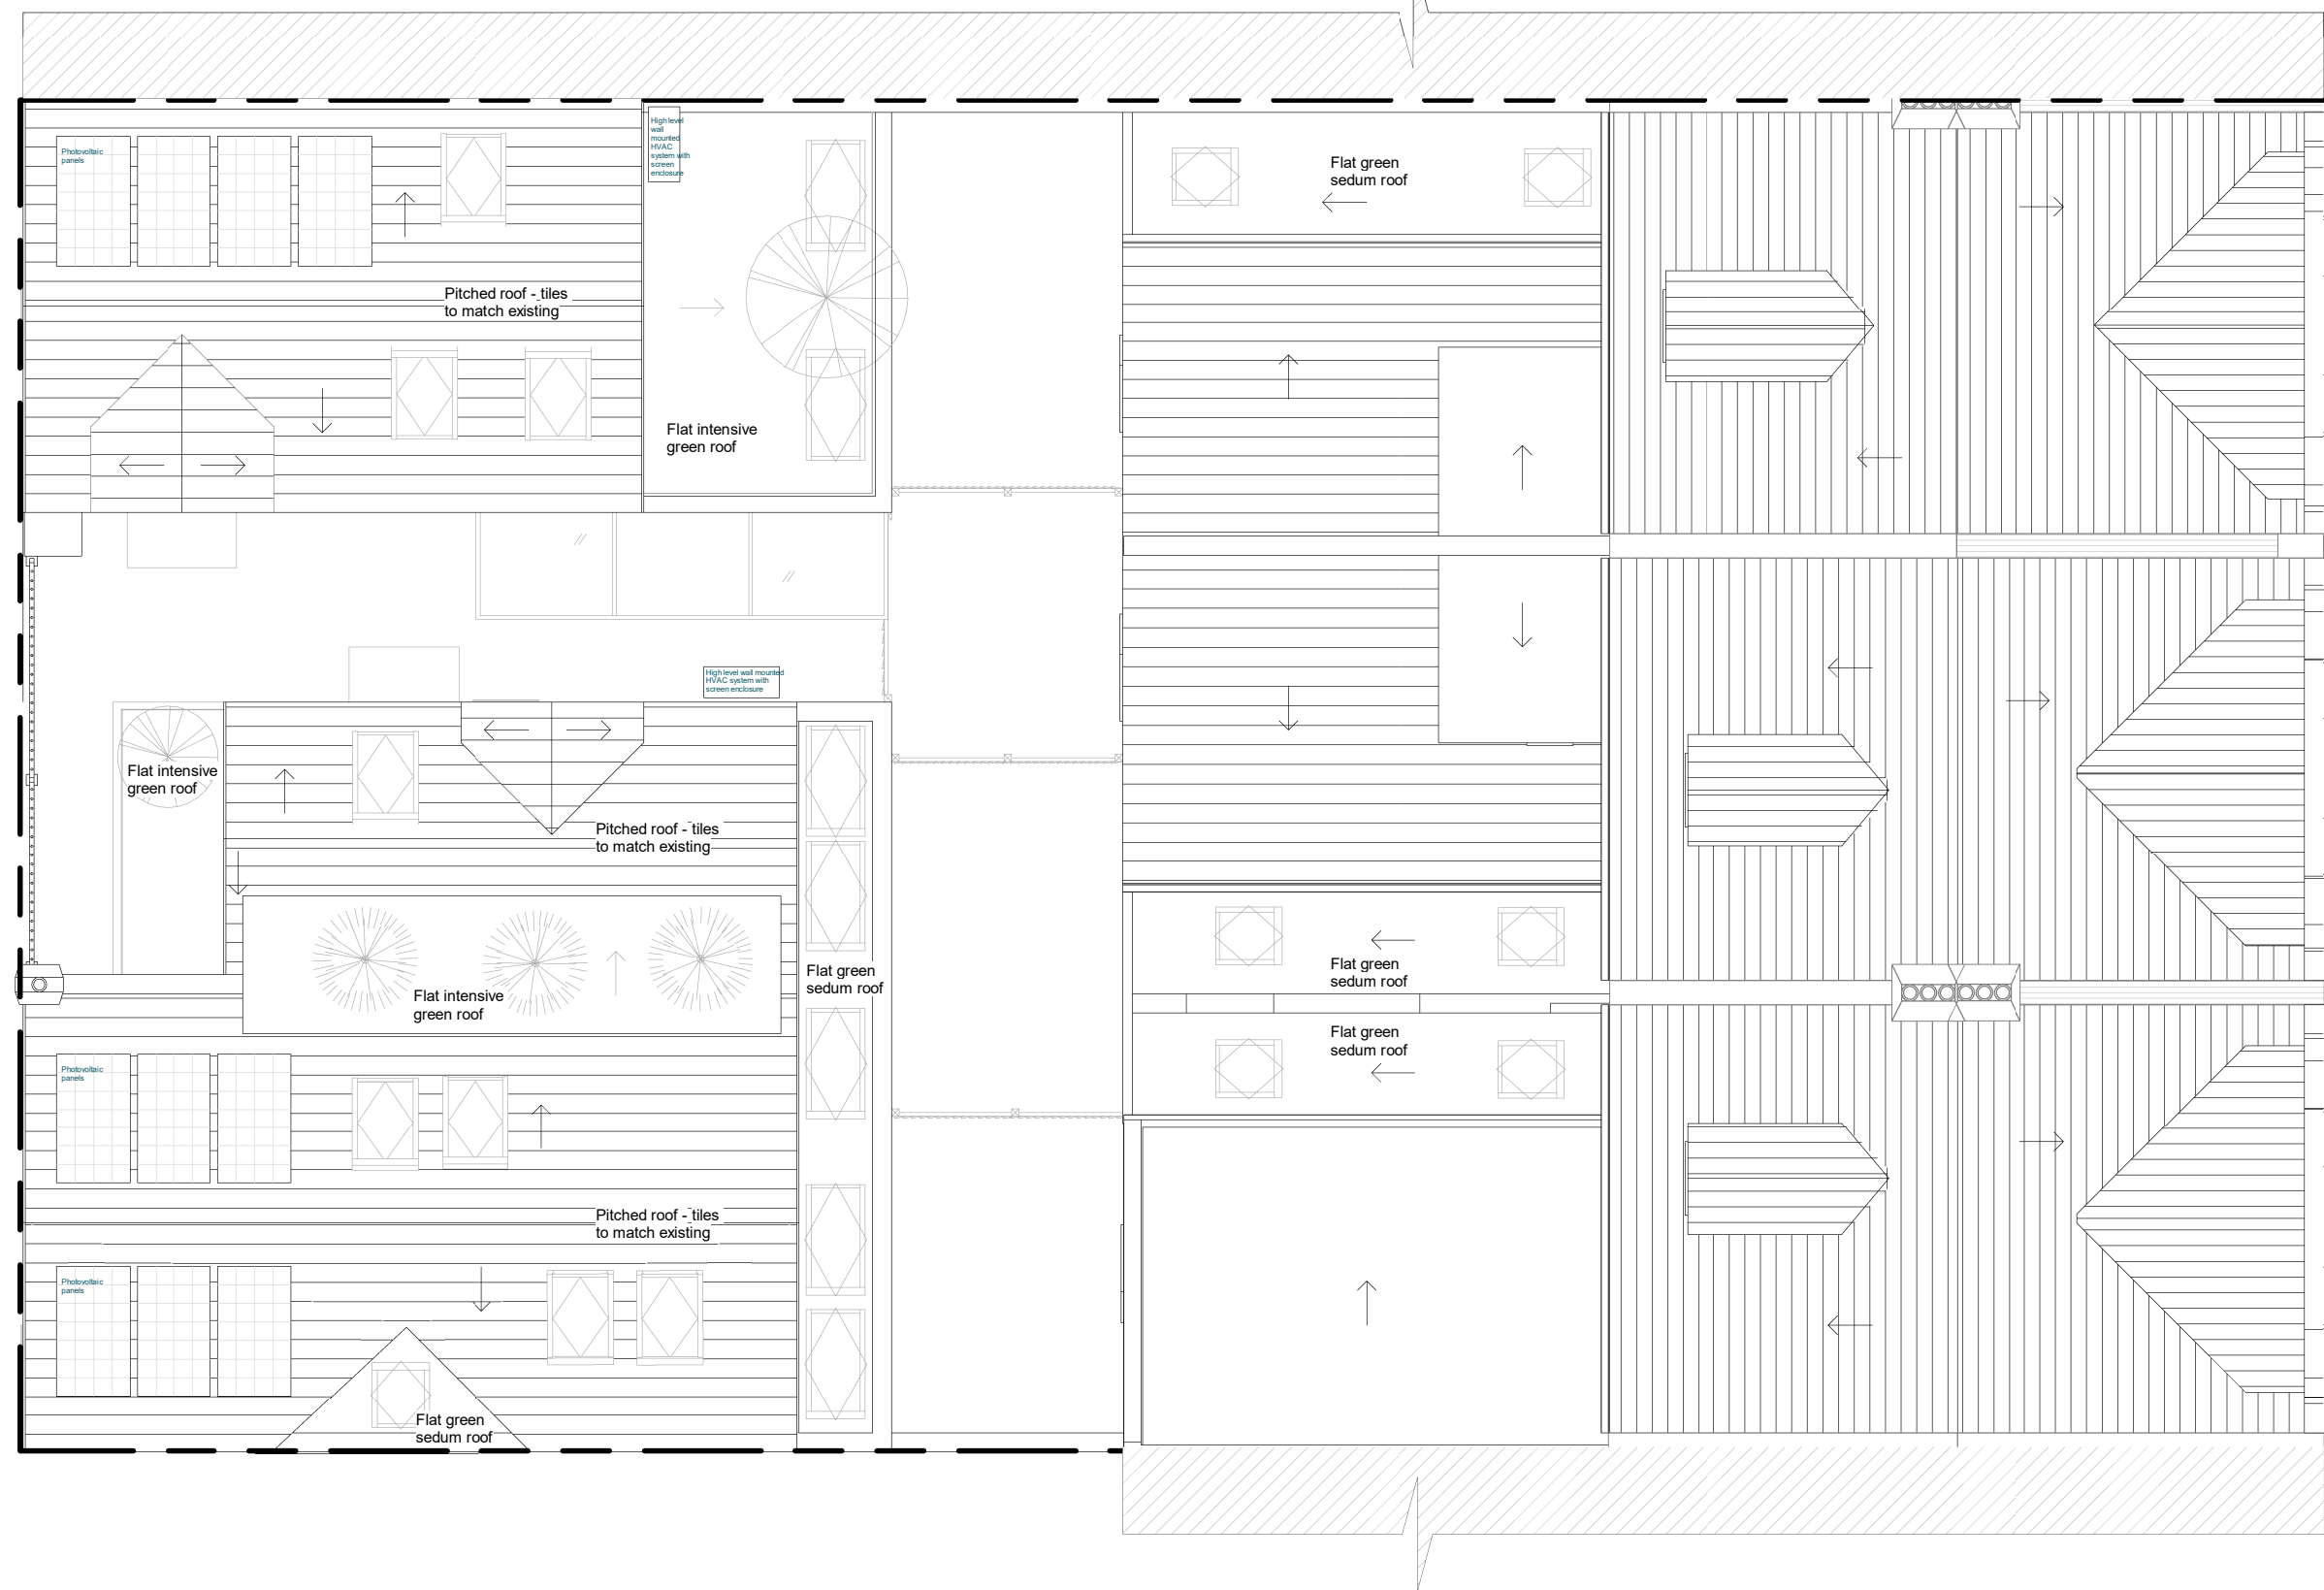 Photovoltaic
panels
High level
wall
mounted
HVAC
system with
screen
enclosure
Flat green
sedum roof
Pitched roof - tiles
to match existing
Flat intensive
green roof
High level wall mounted
HVAC system with
screen enclosure
Flat intensive
green roof
Pitched roof - tiles
to match existing
Flat green
sedum roof
Flat green
sedum roof
Flat intensive
green roof
Flat green
sedum roof
Photovoltaic
panels
Pitched roof - tiles
to match existing
Photovoltaic
panels
Flat green
sedum roof